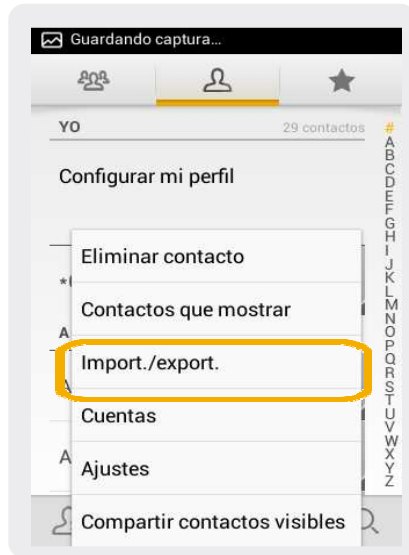 Guardando captura...
YO 29 contactos
Configurar mi perfil
Eliminar contacto
Contactos que mostrar
Import./export.
Cuentas
Ajustes
Compartir contactos visibles
*
A
A
A
#
A
B
C
D
E
F
G
H
I
J
K
L
M
N
O
P
Q
R
S
T
U
V
W
X
Y
Z